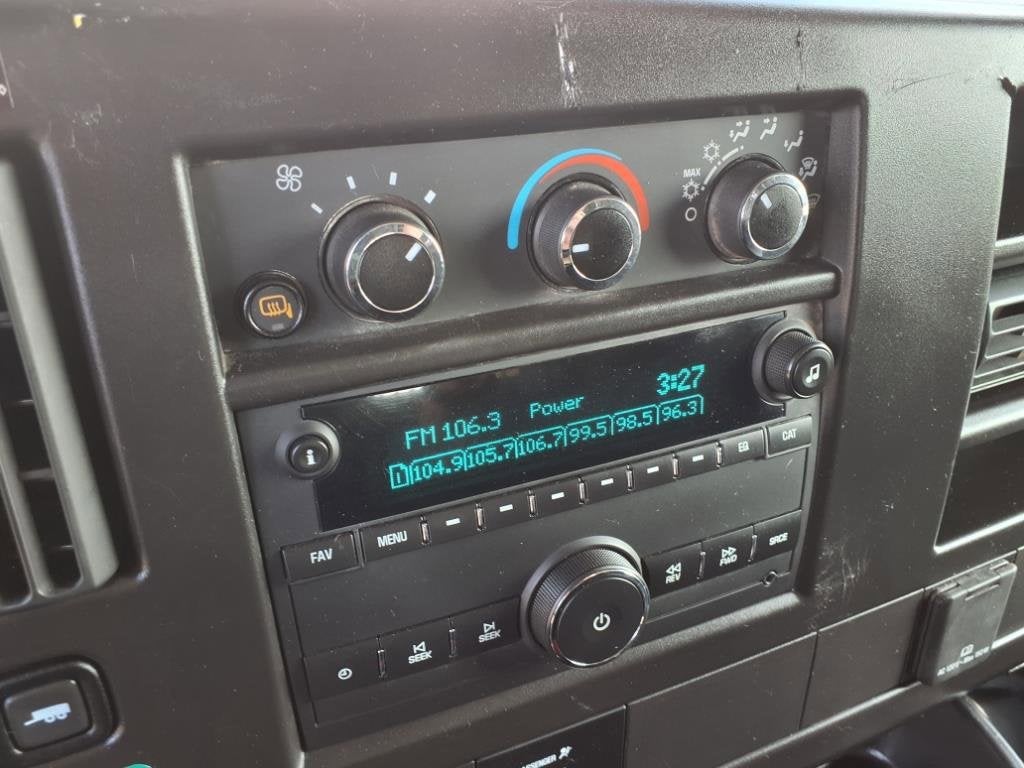 MAX
FM 106.3 Power 3:27
1 104.9 105.7 106.7 99.5 98.5 96.3
i
FAV MENU EQ CAT
REV FWD SRCE
SEEK SEEK